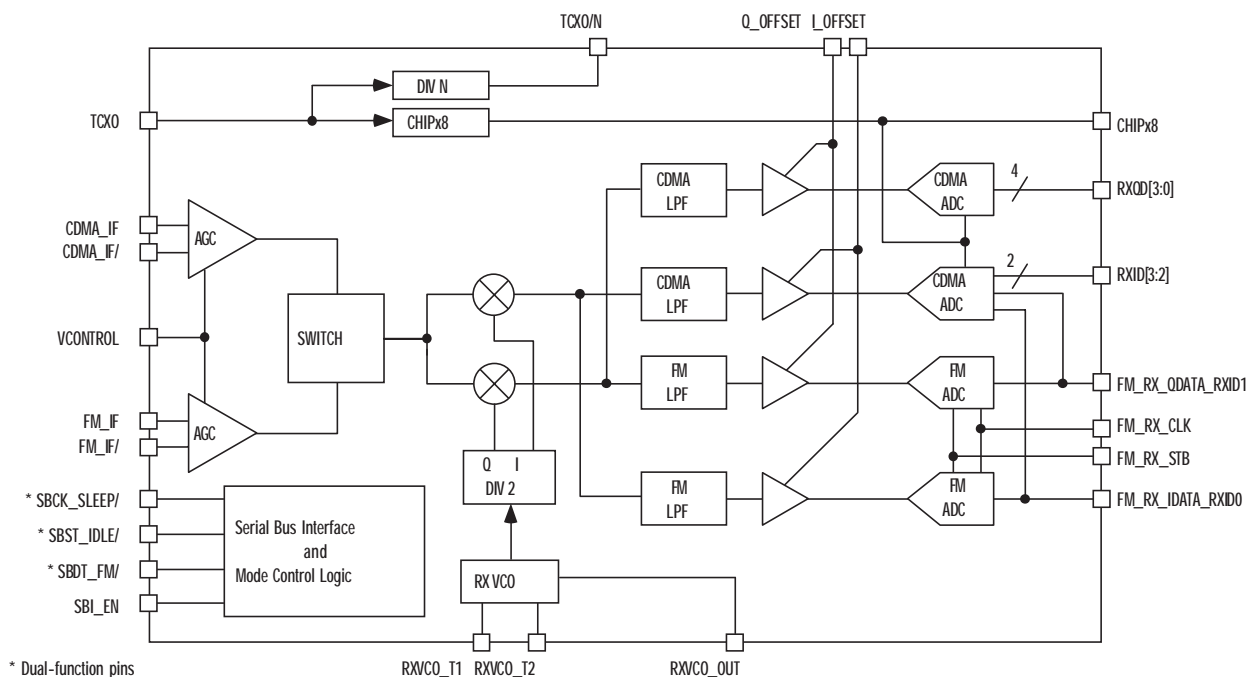 TCXO/N
Q_OFFSET I_OFFSET
DIV N
TCXO
CHIPx8
CHIPx8
CDMA
LPF
CDMA
ADC
4
RXQD[3:0]
CDMA_IF
CDMA_IF/
AGC
CDMA
LPF
CDMA
ADC
2
RXID[3:2]
VCONTROL
SWITCH
FM
LPF
FM
ADC
FM_RX_QDATA_RXID1
FM_IF
FM_IF/
AGC
FM_RX_CLK
FM_RX_STB
Q I
DIV 2
FM
LPF
FM
ADC
FM_RX_IDATA_RXID0
* SBCK_SLEEP/
* SBST_IDLE/
* SBDT_FM/
SBI_EN
Serial Bus Interface
and
Mode Control Logic
RX VCO
RXVCO_T1 RXVCO_T2
RXVCO_OUT
* Dual-function pins